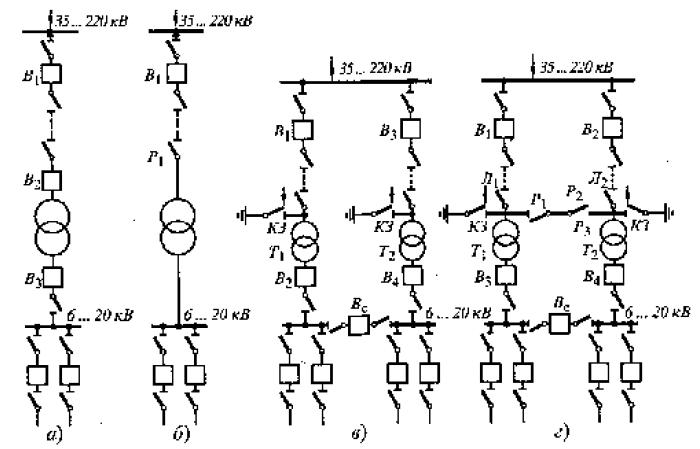 35... 220 кВ
В1
В2
В3
6... 20 кВ
а)
35... 220 кВ
В1
Р1
6... 20 кВ
б)
35... 220 кВ
В1
В3
КЗ
КЗ
Т1
Т2
В2
В4
Вс
6... 20 кВ
в)
35... 220 кВ
В1
В2
Л1
Л2
Р1
Р2
КЗ
Р3
КЗ
Т1
Т2
В3
В4
Вс
6... 20 кВ
г)